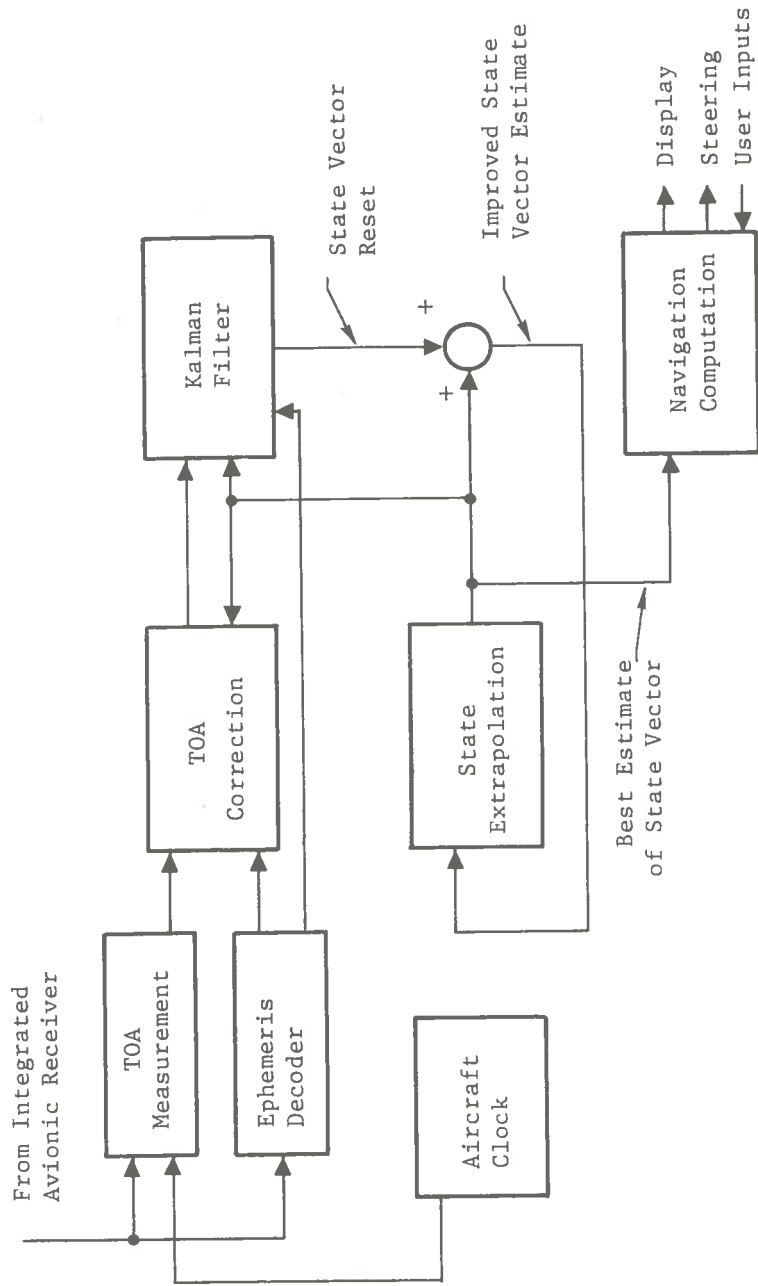 From Integrated
Avionic Receiver
TOA
Measurement
Ephemeris
Decoder
Aircraft
Clock
TOA
Correction
State
Extrapolation
Best Estimate
of State Vector
Kalman
Filter
State Vector
Reset
+
+
Improved State
Vector Estimate
Navigation
Computation
Display
Steering
User Inputs